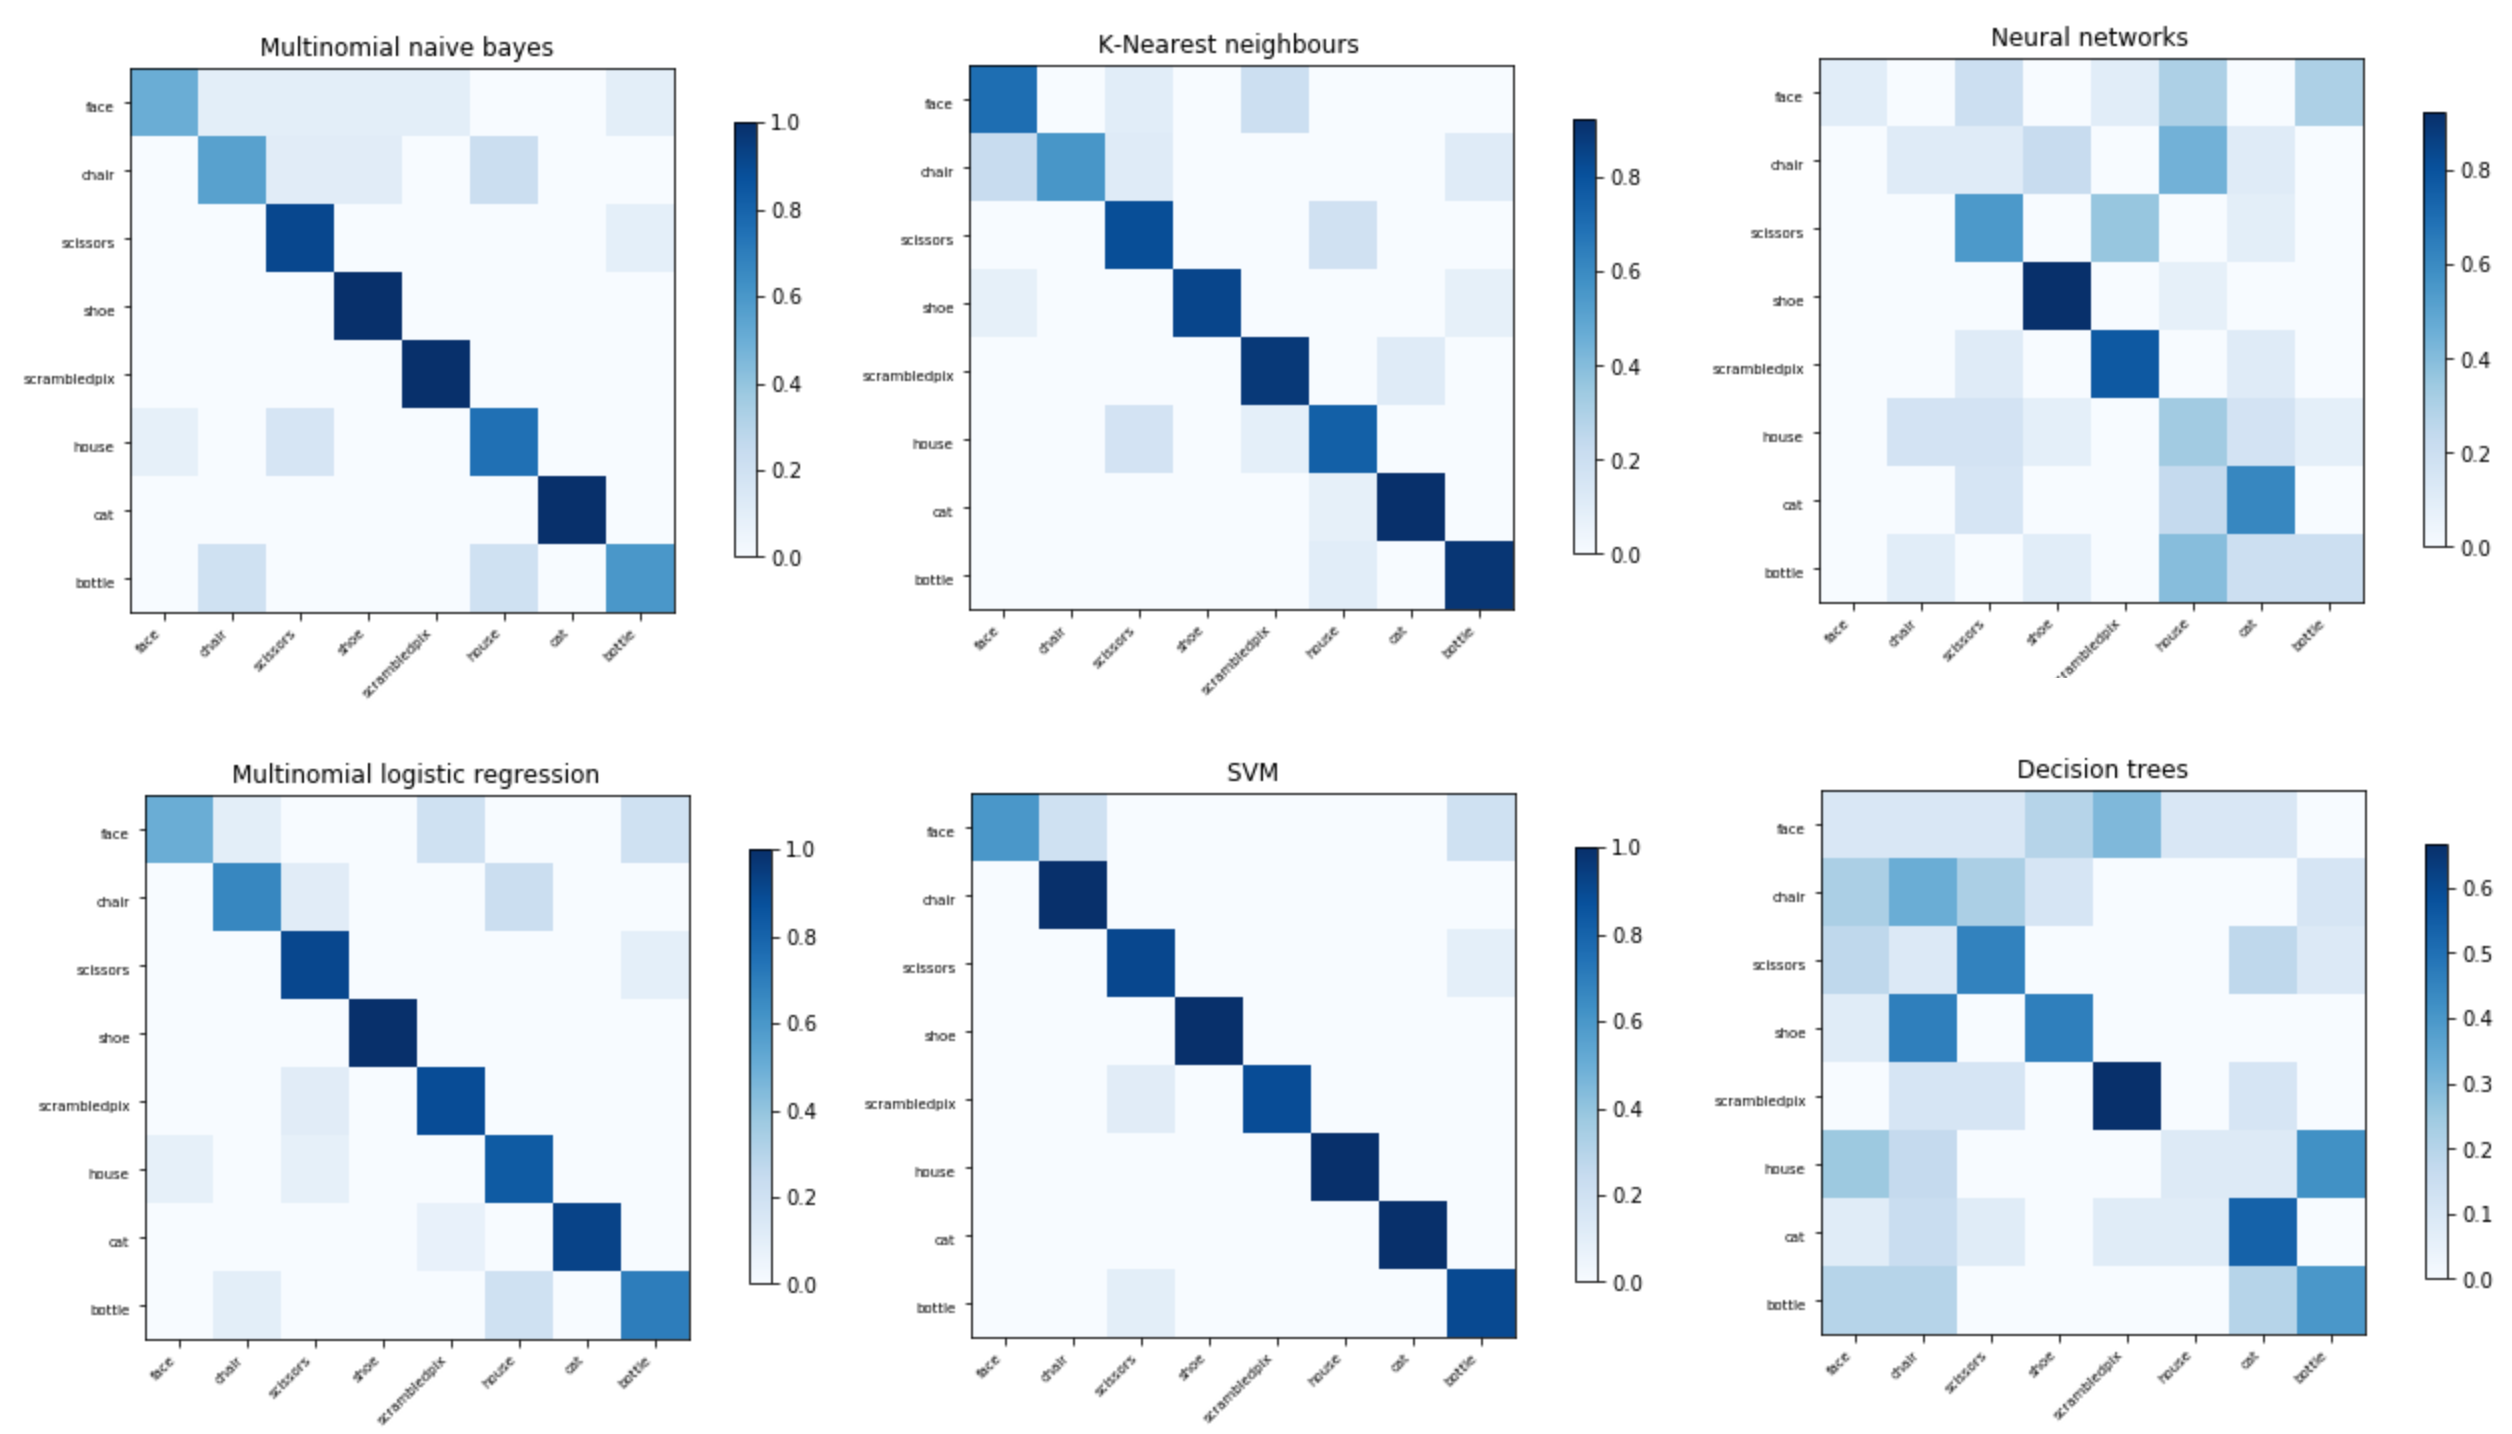 Multinomial naive bayes
face
chair
scissors
shoe
scrambledpix
house
cat
bottle
face
chair
scissors
shoe
scrambledpix
house
cat
bottle
1.0
0.8
0.6
0.4
0.2
0.0
K-Nearest neighbours
face
chair
scissors
shoe
scrambledpix
house
cat
bottle
face
chair
scissors
shoe
scrambledpix
house
cat
bottle
0.8
0.6
0.4
0.2
0.0
Neural networks
face
chair
scissors
shoe
scrambledpix
house
cat
bottle
face
chair
scissors
shoe
rambledpix
house
cat
bottle
0.8
0.6
0.4
0.2
0.0
Multinomial logistic regression
face
chair
scissors
shoe
scrambledpix
house
cat
bottle
face
chair
scissors
shoe
scrambledpix
house
cat
bottle
1.0
0.8
0.6
0.4
0.2
0.0
SVM
face
chair
scissors
shoe
scrambledpix
house
cat
bottle
face
chair
scissors
shoe
scrambledpix
house
cat
bottle
1.0
0.8
0.6
0.4
0.2
0.0
Decision trees
face
chair
scissors
shoe
scrambledpix
house
cat
bottle
face
chair
scissors
shoe
scrambledpix
house
cat
bottle
0.6
0.5
0.4
0.3
0.2
0.1
0.0